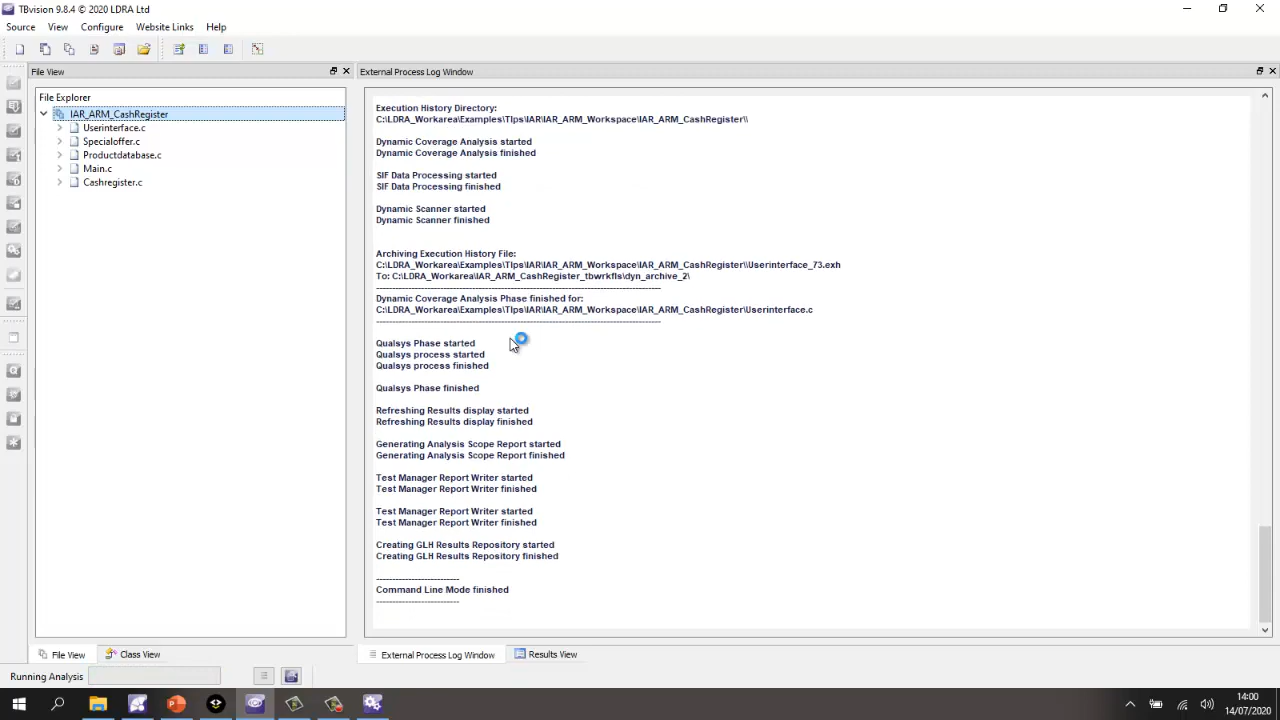 TBvision 9.8.4 © 2020 LDRA Ltd
Source View Configure Website Links Help
File View
External Process Log Window
File Explorer
IAR_ARM_CashRegister
Userinterface.c
Specialoffer.c
Productdatabase.c
Main.c
Cashregister.c
Execution History Directory:
C:\LDRA_Workarea\Examples\TIps\IAR\IAR_ARM_Workspace\IAR_ARM_CashRegister\\
Dynamic Coverage Analysis started
Dynamic Coverage Analysis finished
SIF Data Processing started
SIF Data Processing finished
Dynamic Scanner started
Dynamic Scanner finished
Archiving Execution History File:
C:\LDRA_Workarea\Examples\TIps\IAR\IAR_ARM_Workspace\IAR_ARM_CashRegister\\Userinterface_73.exh
To: C:\LDRA_Workarea\IAR_ARM_CashRegister_tbwrkfls\dyn_archive_2\
Dynamic Coverage Analysis Phase finished for:
C:\LDRA_Workarea\Examples\TIps\IAR\IAR_ARM_Workspace\IAR_ARM_CashRegister\Userinterface.c
Qualsys Phase started
Qualsys process started
Qualsys process finished
Qualsys Phase finished
Refreshing Results display started
Refreshing Results display finished
Generating Analysis Scope Report started
Generating Analysis Scope Report finished
Test Manager Report Writer started
Test Manager Report Writer finished
Test Manager Report Writer started
Test Manager Report Writer finished
Creating GLH Results Repository started
Creating GLH Results Repository finished
Command Line Mode finished
File View Class View
External Process Log Window Results View
Running Analysis
14:00
14/07/2020